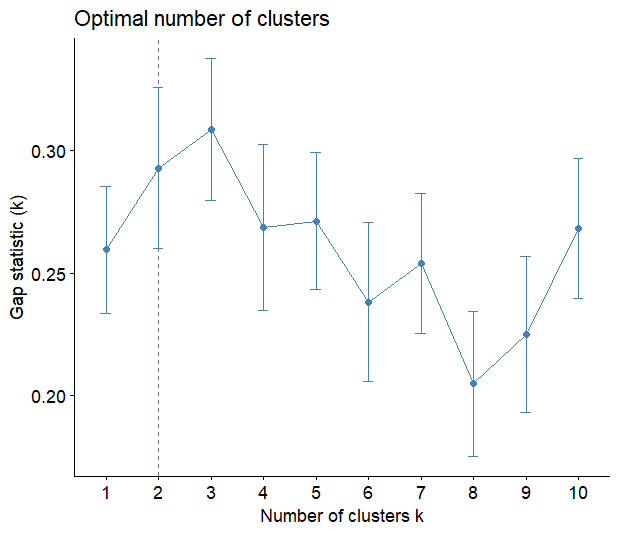 Optimal number of clusters
Gap statistic (k)
0.30
0.25
0.20
1 2 3 4 5 6 7 8 9 10
Number of clusters k